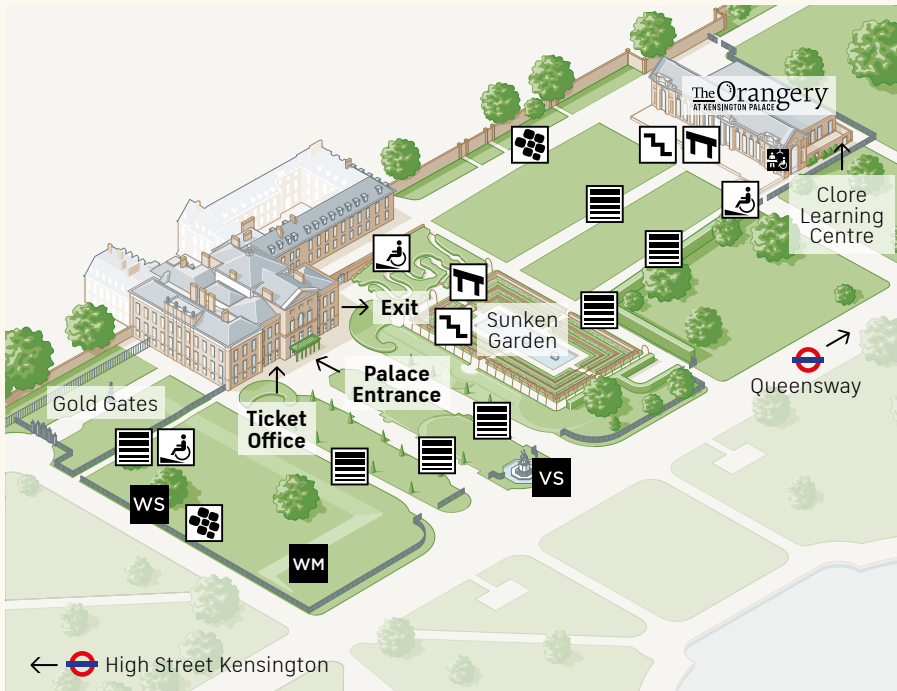 The Orangery
AT KENSINGTON PALACE
Clore
Learning
Centre
Exit
Sunken
Garden
Queensway
Palace
Entrance
Gold Gates
Ticket
Office
VS
WS
WM
High Street Kensington